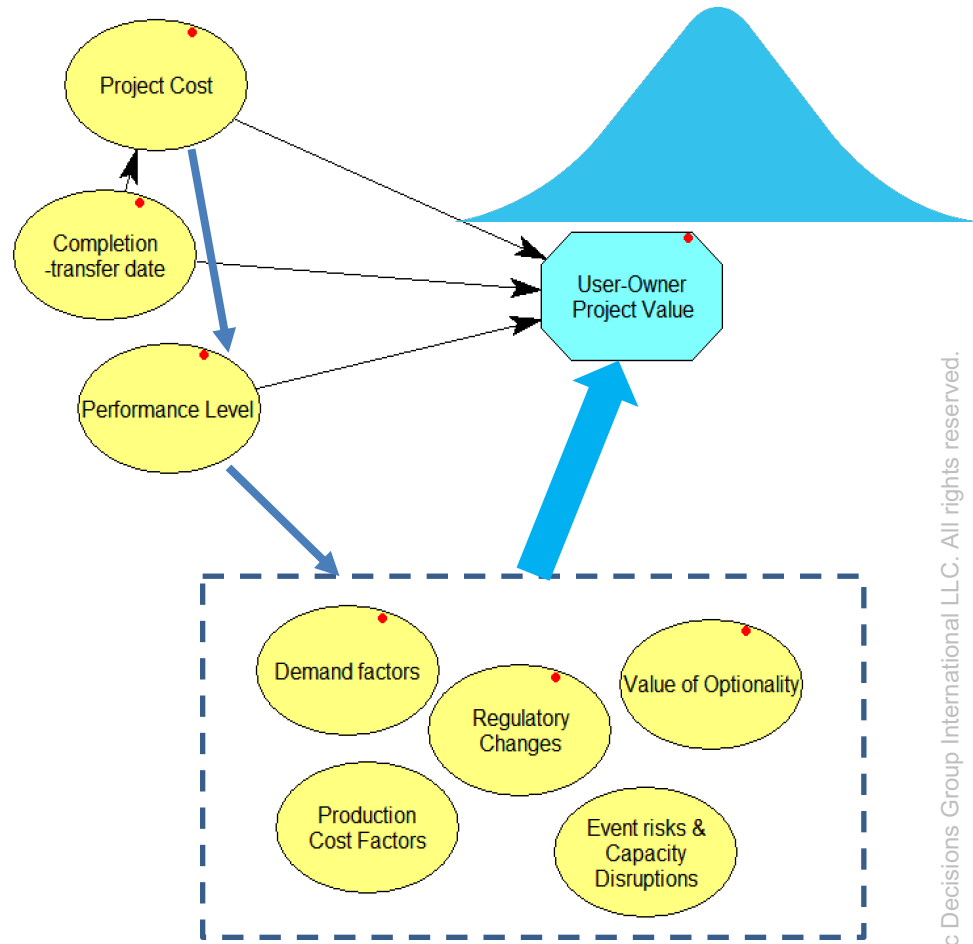 Project Cost
Completion
-transfer date
User-Owner
Project Value
Performance Level
Demand factors
Value of Optionality
Regulatory
Changes
Production
Cost Factors
Event risks &
Capacity
Disruptions
Decisions Group International LLC. All rights reserved.